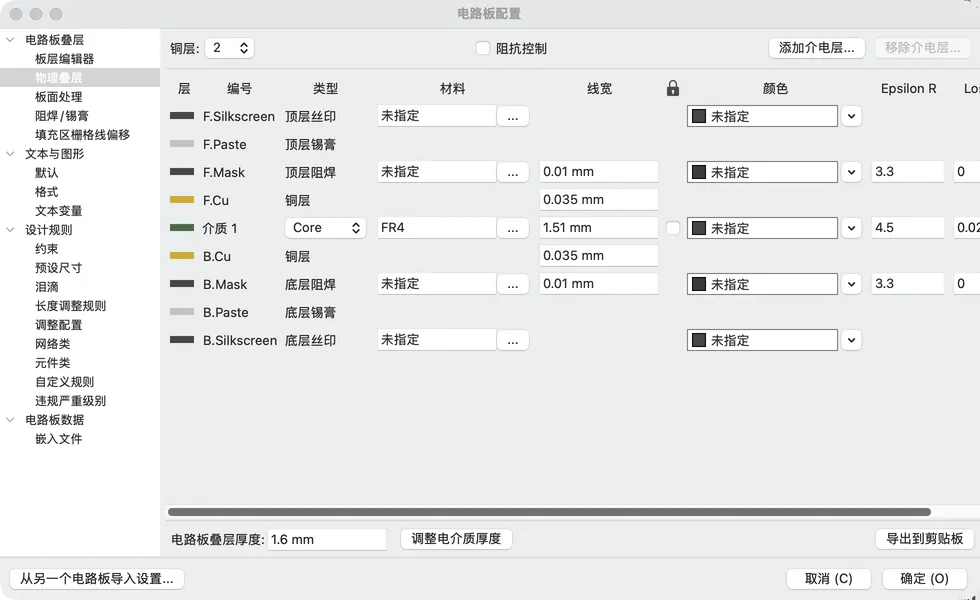 电路板配置
电路板叠层
板层编辑器
物理叠层
板面处理
阻焊/锡膏
填充区栅格线偏移
文本与图形
默认
格式
文本变量
设计规则
约束
预设尺寸
泪滴
长度调整规则
调整配置
网络类
元件类
自定义规则
违规严重级别
电路板数据
嵌入文件
铜层: 2 阻抗控制 添加介电层... 移除介电层...
层 编号 类型 材料 线宽 颜色 Epsilon R Lo
F.Silkscreen 顶层丝印 未指定 ... 未指定
F.Paste 顶层锡膏
F.Mask 顶层阻焊 未指定 ... 0.01 mm 未指定 3.3 0
F.Cu 铜层 0.035 mm
介质 1 Core FR4 ... 1.51 mm 未指定 4.5 0.02
B.Cu 铜层 0.035 mm
B.Mask 底层阻焊 未指定 ... 0.01 mm 未指定 3.3 0
B.Paste 底层锡膏
B.Silkscreen 底层丝印 未指定 ... 未指定
电路板叠层厚度: 1.6 mm 调整电介质厚度 导出到剪贴板
从另一个电路板导入设置... 取消 (C) 确定 (O)